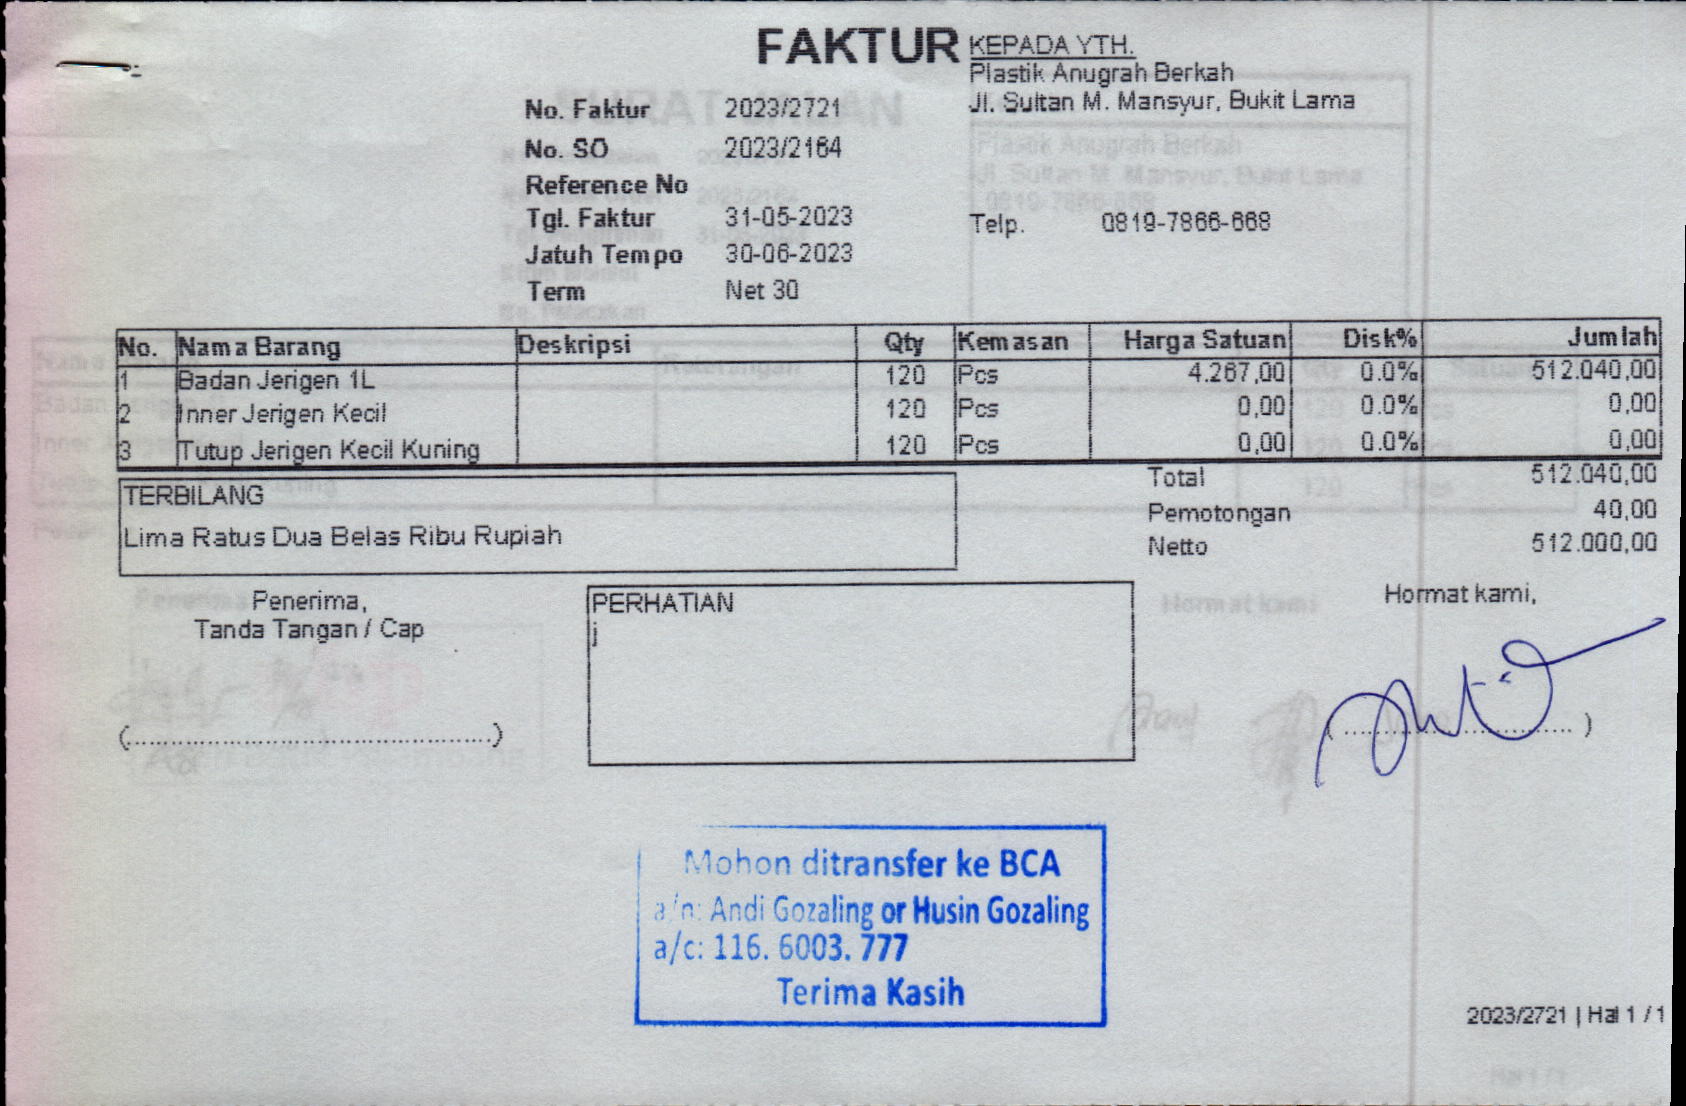 FAKTUR
KEPADA YTH.
Plastik Anugrah Berkah
Jl. Sultan M. Mansyur, Bukit Lama
No. Faktur 2023/2721
No. SO 2023/2164
Reference No
Tgl. Faktur 31-05-2023
Telp. 0819-7866-668
Jatuh Tempo 30-06-2023
Term Net 30
No. Nama Barang Deskripsi Qty Kemasan Harga Satuan Disk% Jumlah
1 Badan Jerigen 1L 120 Pcs 4.267,00 0.0% 512.040,00
2 Inner Jerigen Kecil 120 Pcs 0,00 0.0% 0,00
3 Tutup Jerigen Kecil Kuning 120 Pcs 0,00 0.0% 0,00
TERBILANG
Lima Ratus Dua Belas Ribu Rupiah
Total 512.040,00
Pemotongan 40,00
Netto 512.000,00
Penerima,
Tanda Tangan / Cap
(..............................................)
PERHATIAN
j
Hormat kami,
( .............................. )
Mohon ditransfer ke BCA
a/n: Andi Gozaling or Husin Gozaling
a/c: 116. 6003. 777
Terima Kasih
2023/2721 | Hal 1 / 1